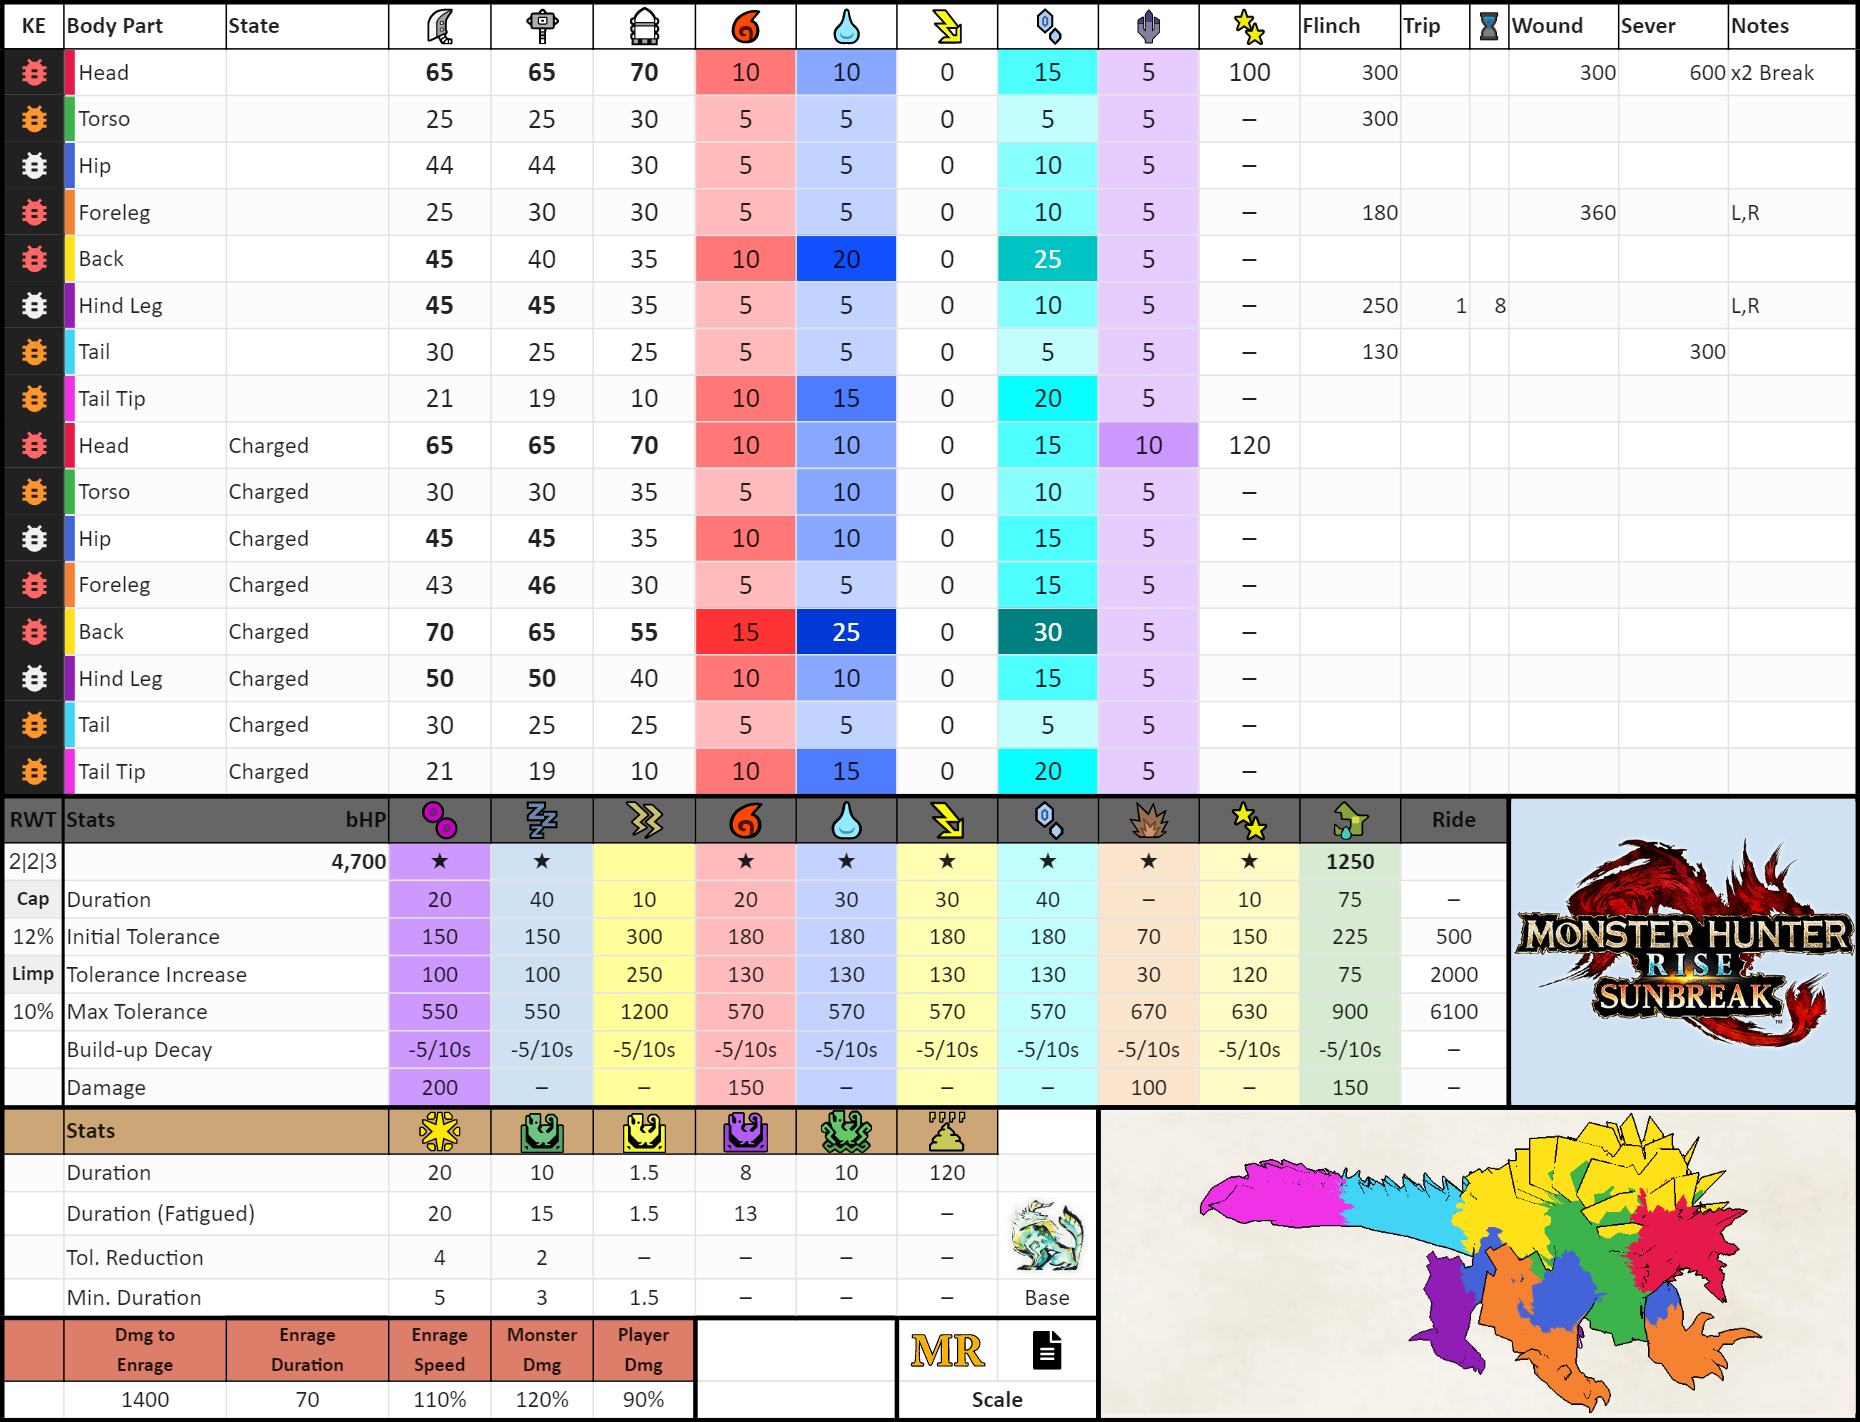 KE Body Part State Flinch Trip Wound Sever Notes
Head 65 65 70 10 10 0 15 5 100 300 300 600 x2 Break
Torso 25 25 30 5 5 0 5 5 – 300
Hip 44 44 30 5 5 0 10 5 –
Foreleg 25 30 30 5 5 0 10 5 – 180 360 L,R
Back 45 40 35 10 20 0 25 5 –
Hind Leg 45 45 35 5 5 0 10 5 – 250 1 8 L,R
Tail 30 25 25 5 5 0 5 5 – 130 300
Tail Tip 21 19 10 10 15 0 20 5 –
Head Charged 65 65 70 10 10 0 15 10 120
Torso Charged 30 30 35 5 10 0 10 5 –
Hip Charged 45 45 35 10 10 0 15 5 –
Foreleg Charged 43 46 30 5 5 0 15 5 –
Back Charged 70 65 55 15 25 0 30 5 –
Hind Leg Charged 50 50 40 10 10 0 15 5 –
Tail Charged 30 25 25 5 5 0 5 5 –
Tail Tip Charged 21 19 10 10 15 0 20 5 –
RWT Stats bHP Ride
2|2|3 4,700 ★ ★ ★ ★ ★ ★ ★ ★ 1250
Cap Duration 20 40 10 20 30 30 40 – 10 75 –
12% Initial Tolerance 150 150 300 180 180 180 180 70 150 225 500
Limp Tolerance Increase 100 100 250 130 130 130 130 30 120 75 2000
10% Max Tolerance 550 550 1200 570 570 570 570 670 630 900 6100
Build-up Decay -5/10s -5/10s -5/10s -5/10s -5/10s -5/10s -5/10s -5/10s -5/10s -5/10s –
Damage 200 – – 150 – – – 100 – 150 –
MONSTER HUNTER
RISE
SUNBREAK
™
Stats
Duration 20 10 1.5 8 10 120
Duration (Fatigued) 20 15 1.5 13 10 –
Tol. Reduction 4 2 – – – –
Min. Duration 5 3 1.5 – – – Base
Dmg to Enrage Enrage Duration Enrage Speed Monster Dmg Player Dmg MR
1400 70 110% 120% 90% Scale